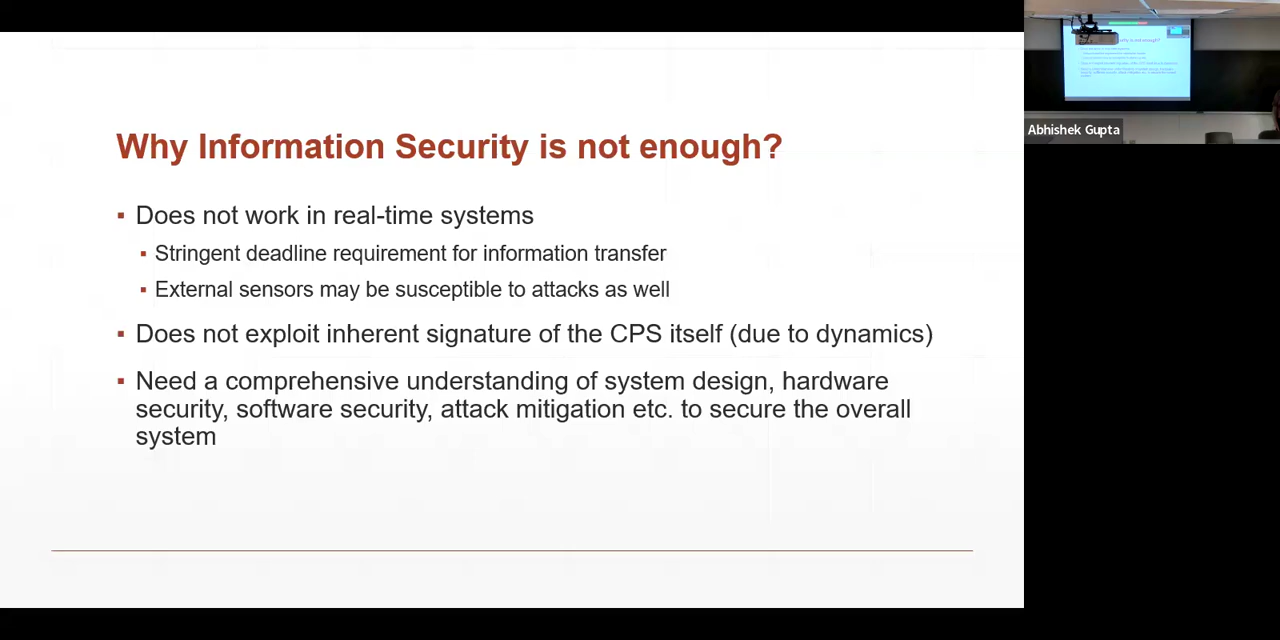 Why Information Security is not enough?
▪ Does not work in real-time systems
▪ Stringent deadline requirement for information transfer
▪ External sensors may be susceptible to attacks as well
▪ Does not exploit inherent signature of the CPS itself (due to dynamics)
▪ Need a comprehensive understanding of system design, hardware
security, software security, attack mitigation etc. to secure the overall
system
Abhishek Gupta